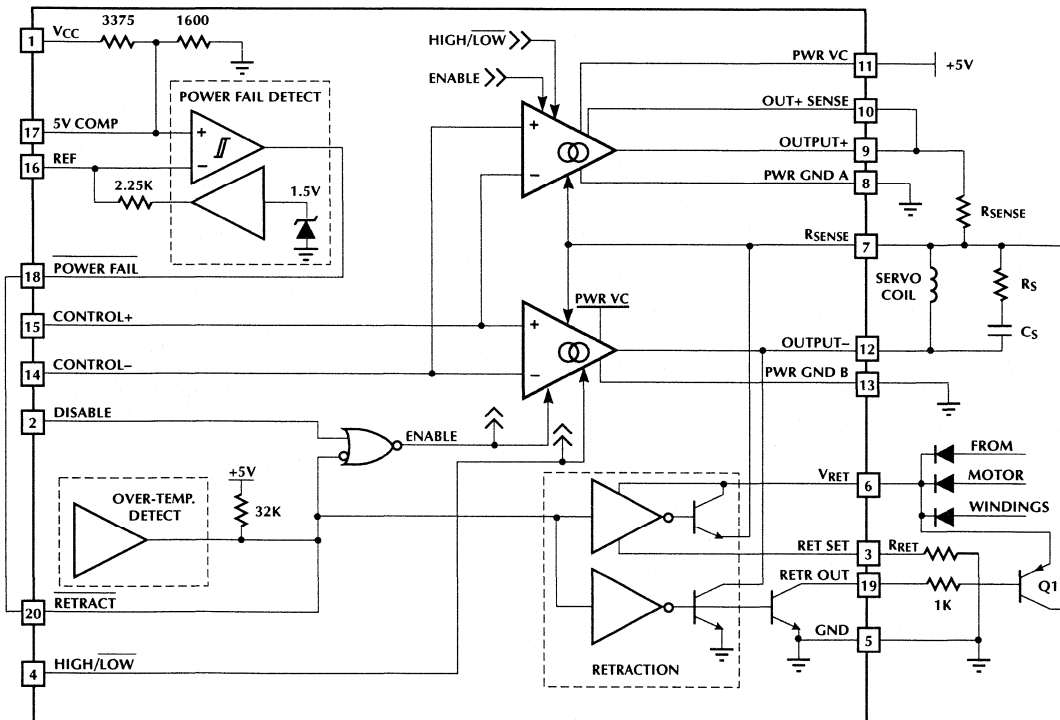 3375
1600
1
VCC
HIGH/LOW
PWR VC
11
+5V
ENABLE
POWER FAIL DETECT
OUT+ SENSE
10
17
5V COMP
+
+
OUTPUT+
9
16
REF
−
−
PWR GND A
8
2.25K
1.5V
RSENSE
RSENSE
7
18
POWER FAIL
SERVO
COIL
RS
PWR VC
15
CONTROL+
+
CS
OUTPUT−
12
14
CONTROL−
−
PWR GND B
13
2
DISABLE
ENABLE
FROM
+5V
VRET
6
MOTOR
OVER-TEMP.
DETECT
32K
WINDINGS
RET SET
3
RRET
RETR OUT
19
Q1
20
RETRACT
1K
GND
5
4
HIGH/LOW
RETRACTION